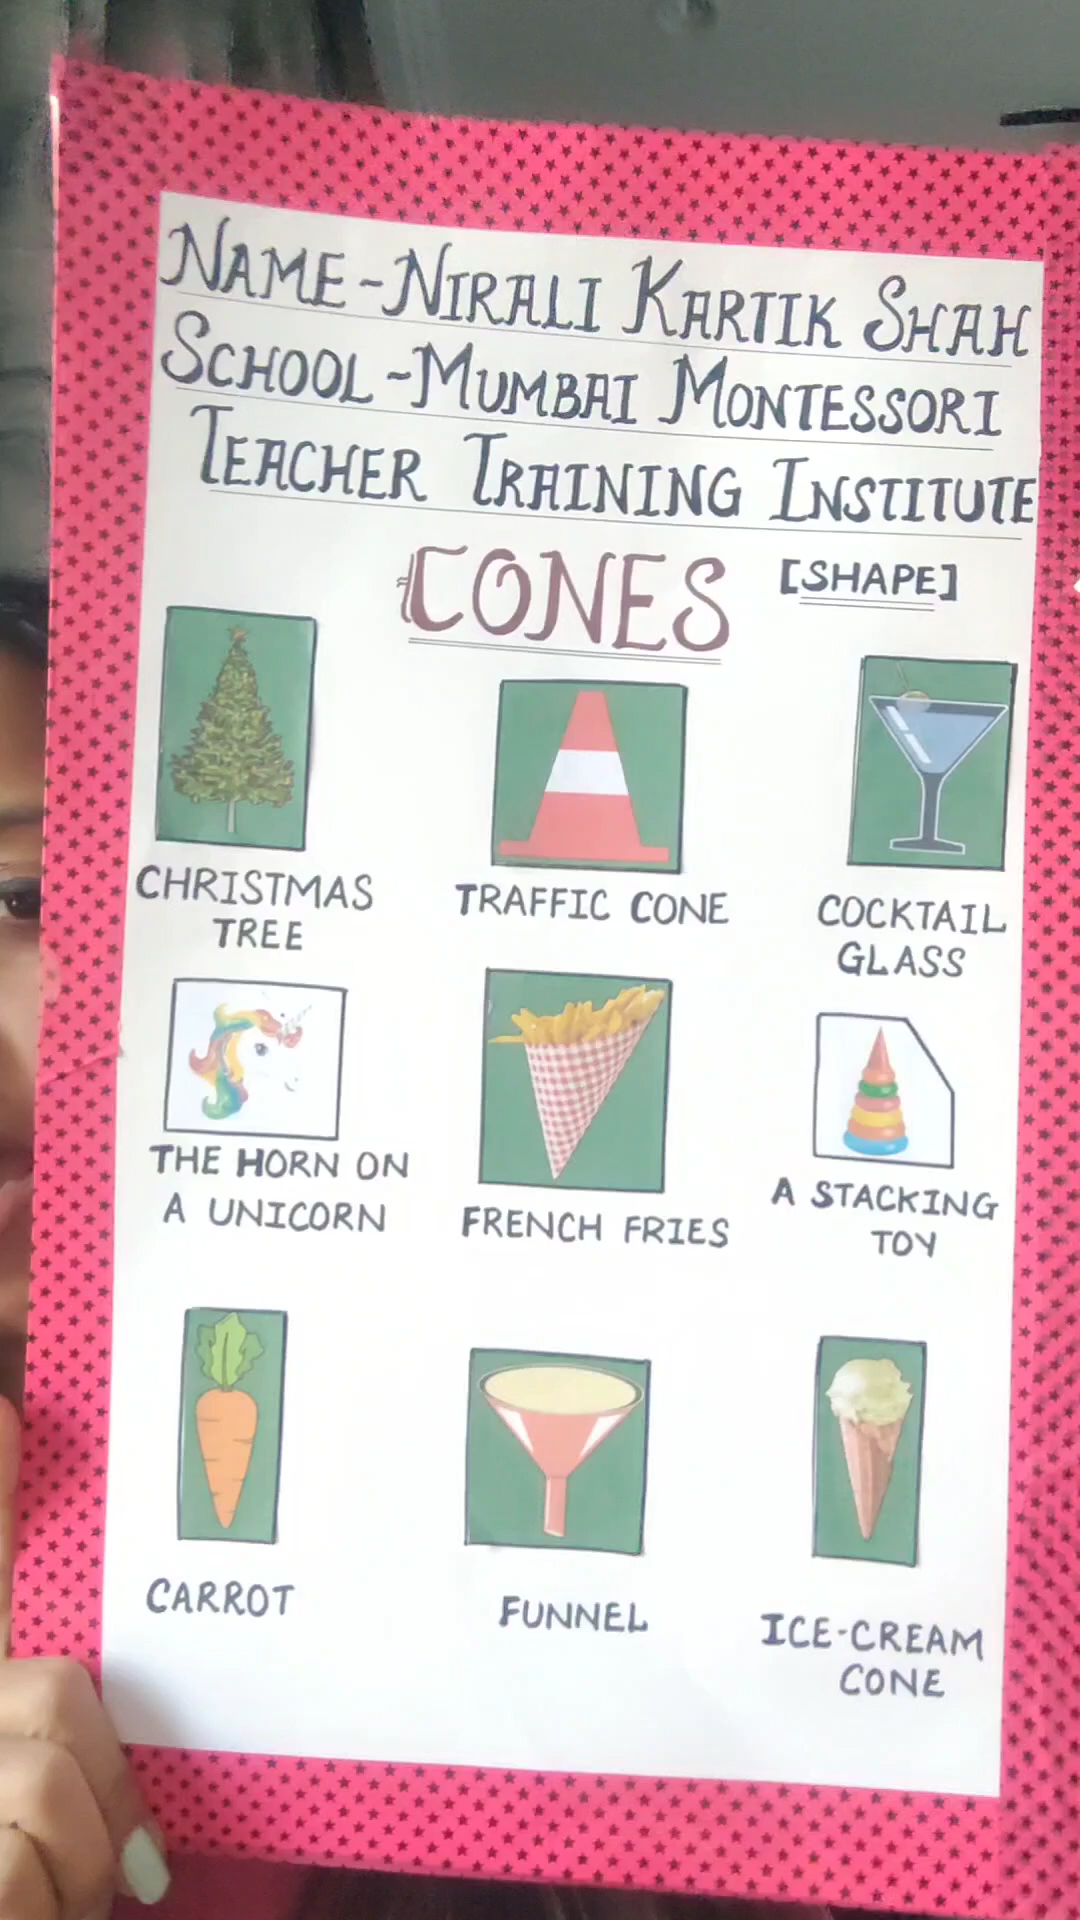 NAME-NIRALI KARTIK SHAH
SCHOOL-MUMBAI MONTESSORI
TEACHER TRAINING INSTITUTE
CONES [SHAPE]
CHRISTMAS
TREE
TRAFFIC CONE
COCKTAIL
GLASS
THE HORN ON
A UNICORN
FRENCH FRIES
A STACKING
TOY
CARROT
FUNNEL
ICE-CREAM
CONE